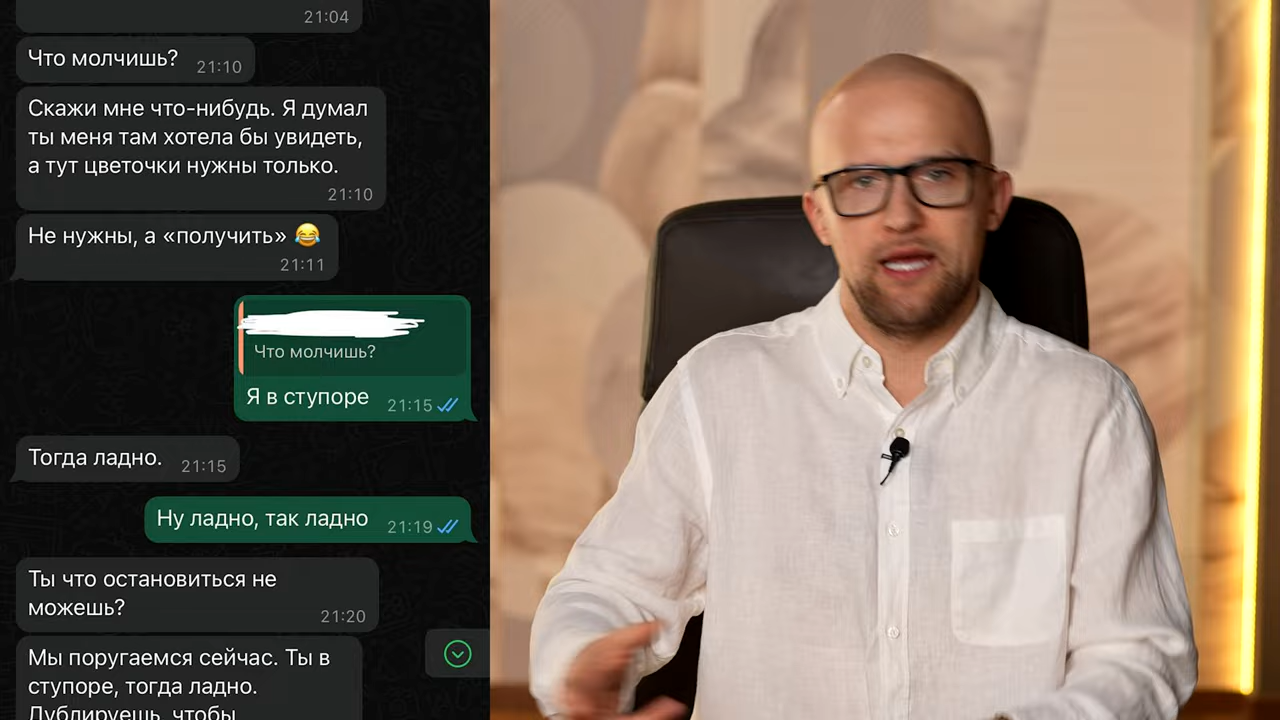 21:04
Что молчишь? 21:10
Скажи мне что-нибудь. Я думал
ты меня там хотела бы увидеть,
а тут цветочки нужны только.
21:10
Не нужны, а «получить» 😂
21:11
Что молчишь?
Я в ступоре 21:15
Тогда ладно. 21:15
Ну ладно, так ладно 21:19
Ты что остановиться не
можешь? 21:20
Мы поругаемся сейчас. Ты в
ступоре, тогда ладно.
Дублируешь, чтобы